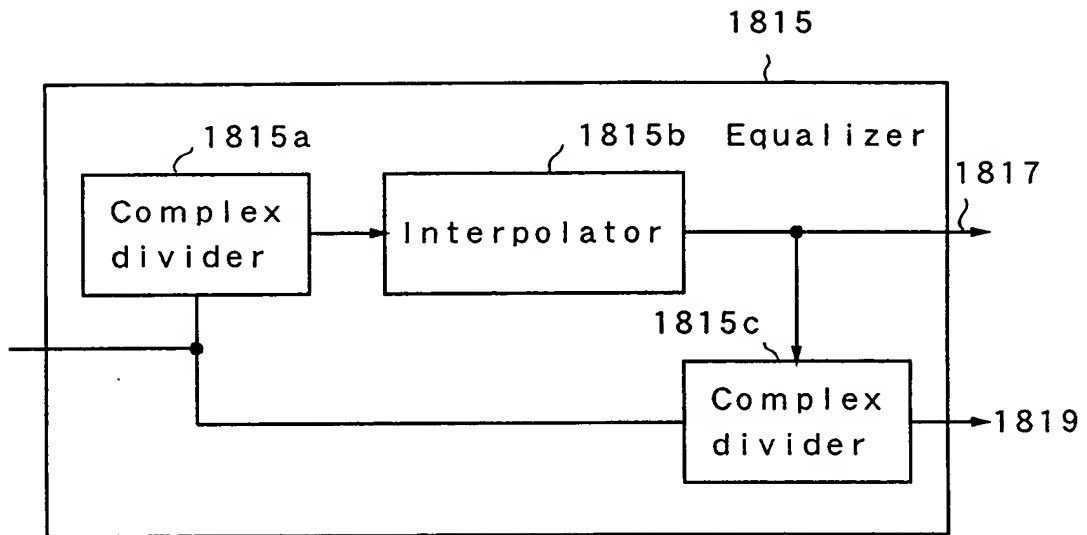 1815
1815a
1815b
Equalizer
1817
Complex
divider
Interpolator
1815c
Complex
divider
1819